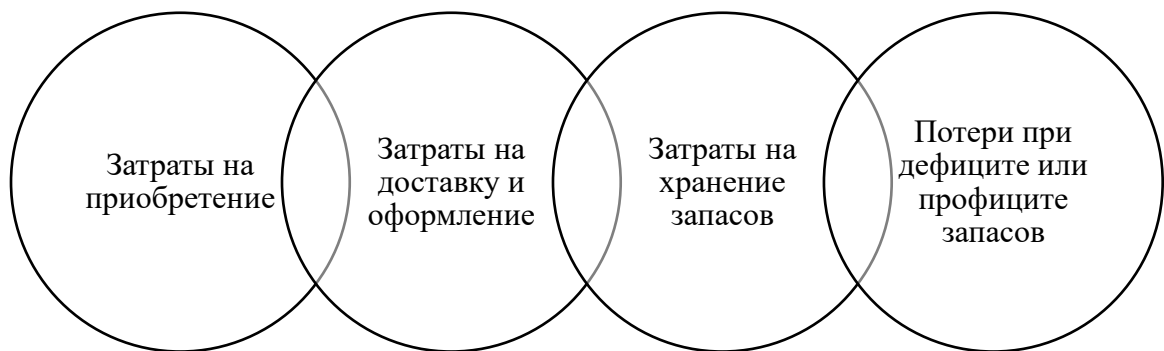 Затраты на
приобретение
Затраты на
доставку и
оформление
Затраты на
хранение
запасов
Потери при
дефиците или
профиците
запасов